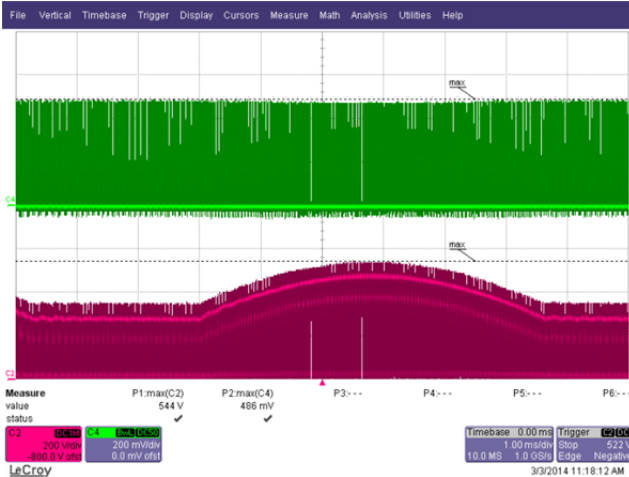 File Vertical Timebase Trigger Display Cursors Measure Math Analysis Utilities Help
max
C4
max
C2
Measure P1:max(C2) P2:max(C4) P3:- - - P4:- - - P5:- - - P6:- -
value 544 V 486 mV
status
C2 C4 BwL DC50 Timebase 0.00 ms Trigger C2 DC
200 V/div 200 mV/div 1.00 ms/div Stop 522 V
-800.0 V ofst 0.0 mV ofst 10.0 MS 1.0 GS/s Edge Negative
LeCroy 3/3/2014 11:18:12 AM